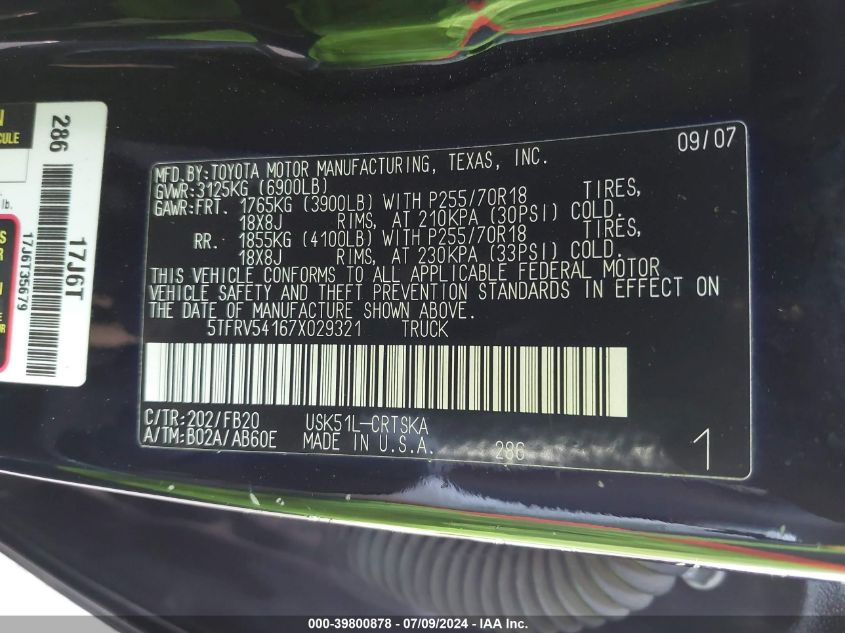 09/07
MFD.BY:TOYOTA MOTOR MANUFACTURING, TEXAS, INC.
GVWR:3125KG (6900LB)
GAWR:FRT. 1765KG (3900LB) WITH P255/70R18 TIRES,
18X8J RIMS, AT 210KPA (30PSI) COLD.
RR. 1855KG (4100LB) WITH P255/70R18 TIRES,
18X8J RIMS, AT 230KPA (33PSI) COLD.
THIS VEHICLE CONFORMS TO ALL APPLICABLE FEDERAL MOTOR
VEHICLE SAFETY AND THEFT PREVENTION STANDARDS IN EFFECT ON
THE DATE OF MANUFACTURE SHOWN ABOVE.
5TFRV54167X029321 TRUCK
C/TR:202/FB20 USK51L-CRTSKA
A/TM:B02A/AB60E MADE IN U.S.A. 286
1
286
17J6T
17J6T35679
lb.
000-39800878 - 07/09/2024 - IAA Inc.